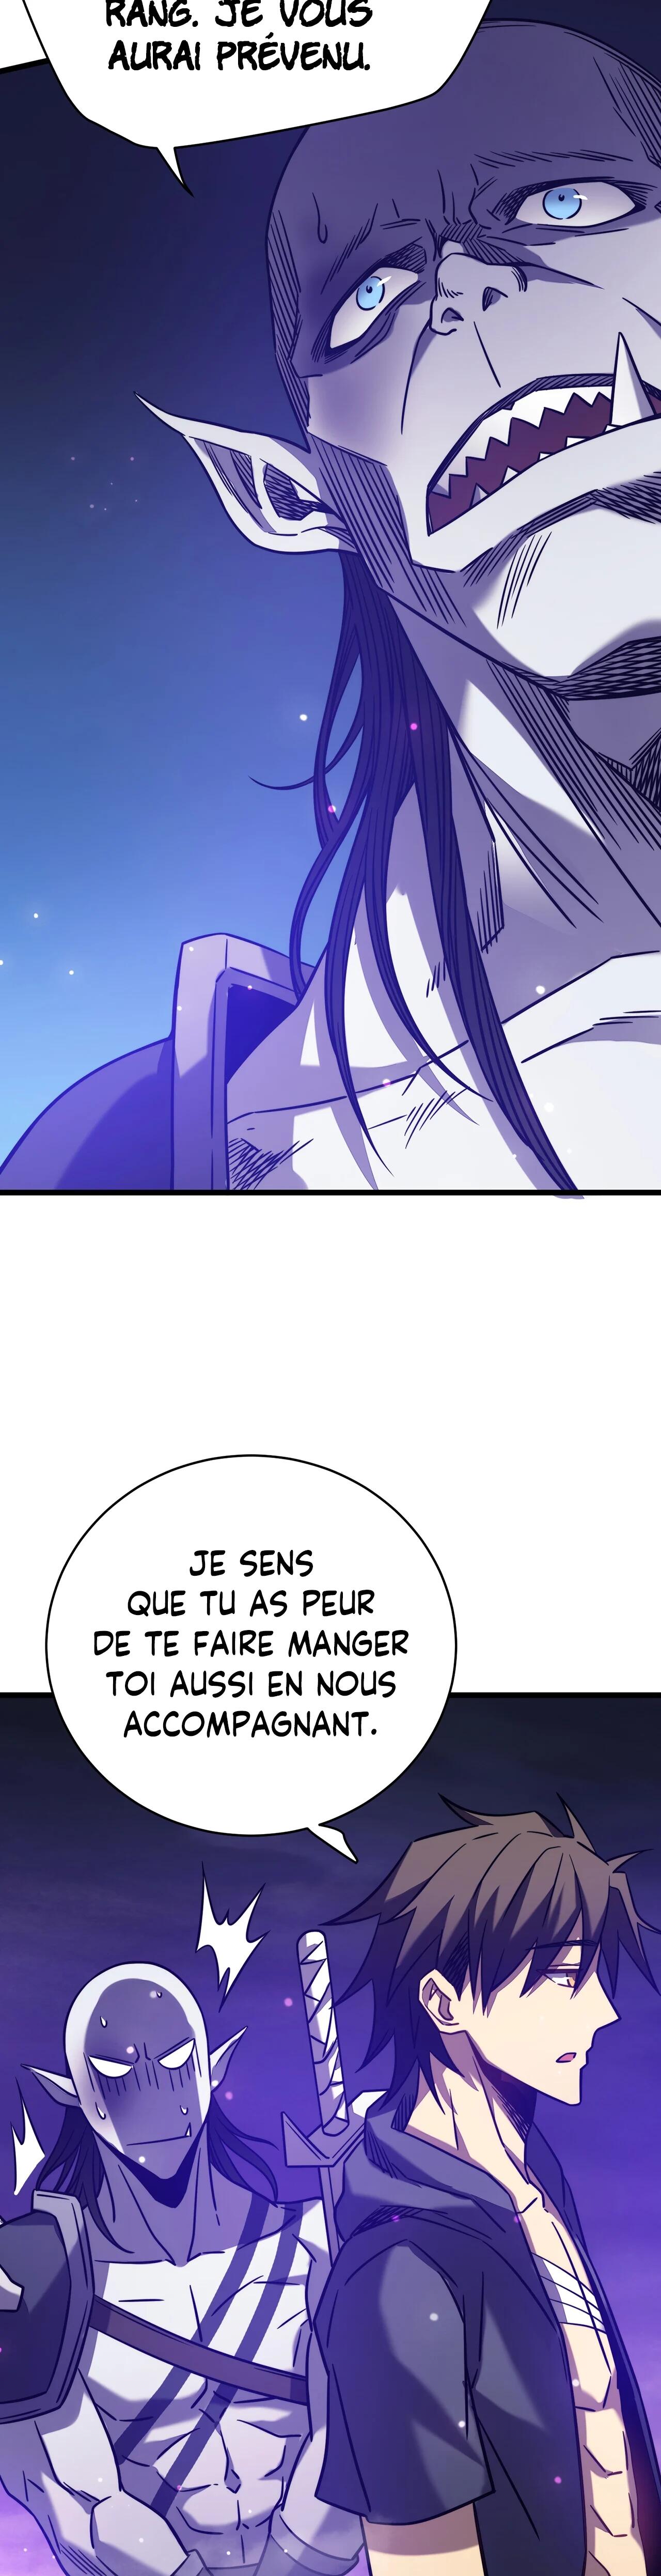 RANG. JE VOUS
AURAI PRÉVENU.
JE SENS
QUE TU AS PEUR
DE TE FAIRE MANGER
TOI AUSSI EN NOUS
ACCOMPAGNANT.